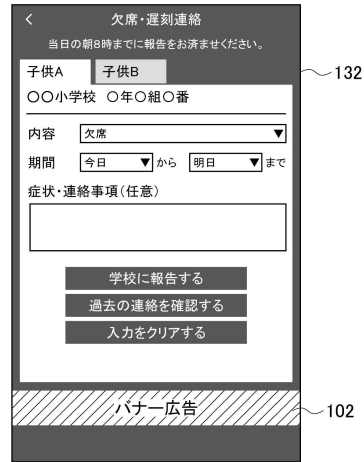 ＜ 欠席・遅刻連絡
当日の朝8時までに報告をお済ませください。
子供A 子供B
132
〇〇小学校 〇年〇組〇番
内容 欠席 ▼
期間 今日 ▼ から 明日 ▼ まで
症状・連絡事項(任意)
学校に報告する
過去の連絡を確認する
入力をクリアする
バナー広告
102